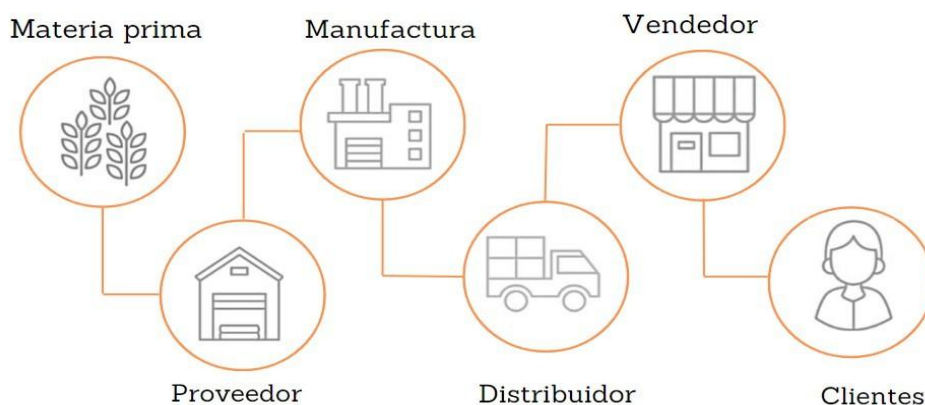 Materia prima
Manufactura
Vendedor
Proveedor
Distribuidor
Clientes